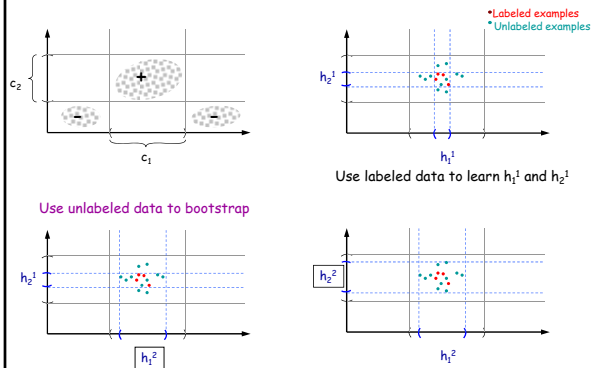 •Labeled examples
•Unlabeled examples
c₂
+
-
-
c₁
h₂¹
h₁¹
Use labeled data to learn h₁¹ and h₂¹
Use unlabeled data to bootstrap
h₂¹
h₁²
h₂²
h₁²